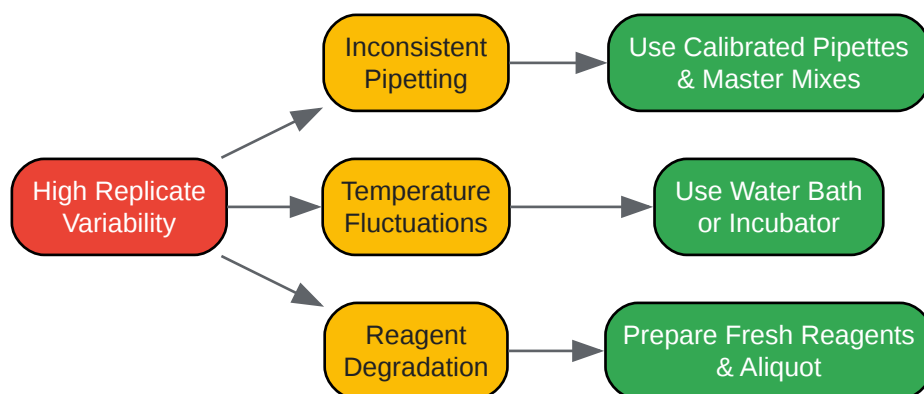 Inconsistent
Pipetting
Use Calibrated Pipettes
& Master Mixes
High Replicate
Variability
Temperature
Fluctuations
Use Water Bath
or Incubator
Reagent
Degradation
Prepare Fresh Reagents
& Aliquot